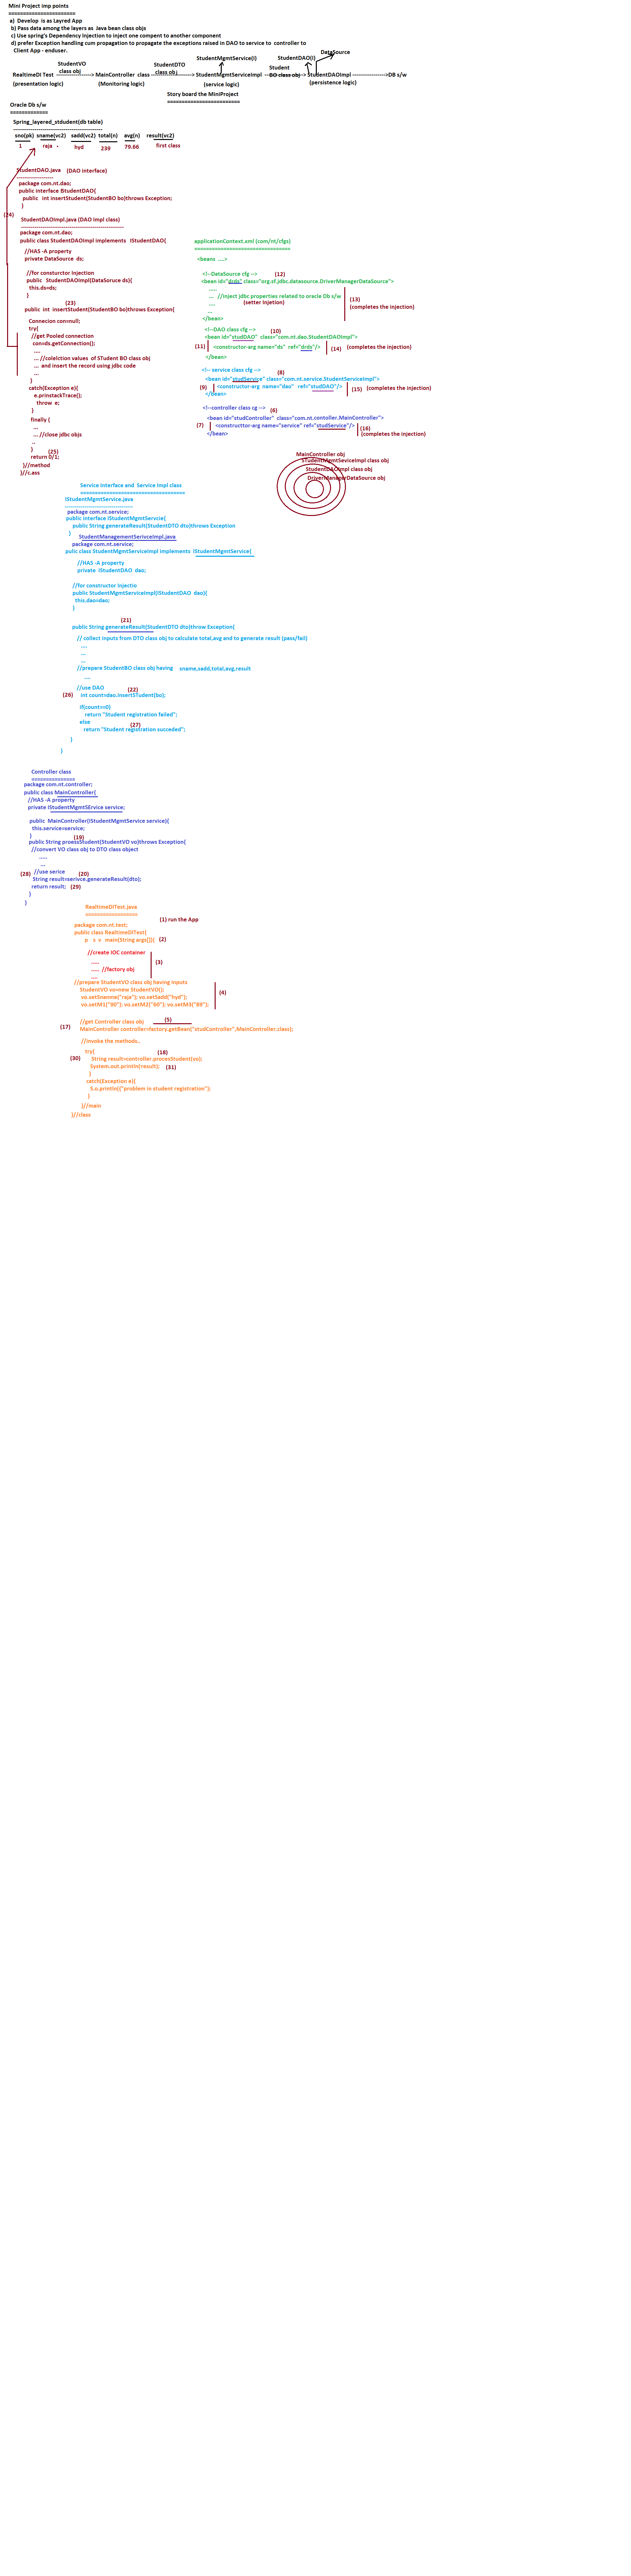 Mini Project imp points
=======================
a) Develop is as Layred App
b) Pass data among the layers as Java bean class objs
c) Use spring's Dependency Injection to inject one compent to another component
d) prefer Exception handling cum propagation to propagate the exceptions raised in DAO to service to controller to
Client App - enduser.
StudentVO
class obj
StudentDTO
class obj
StudentMgmtService(I)
Student
BO class obj
StudentDAO(I)
DataSource
RealtimeDI Test --------------> MainController class -----------------> StudentMgmtServiceImpl ----------------> StudentDAOImpl ---------------->DB s/w
(presentation logic)
(Monitoring logic)
(service logic)
(persistence logic)
Story board the MiniProject
=========================
Oracle Db s/w
=============
Spring_layered_stdudent(db table)
-------------------------------------------
sno(pk) sname(vc2) sadd(vc2) total(n) avg(n) result(vc2)
1 raja hyd 239 79.66 first class
IStudentDAO.java (DAO interface)
------------------
package com.nt.dao;
public interface IStudentDAO{
public int insertStudent(StudentBO bo)throws Exception;
}
(24)
StudentDAOImpl.java (DAO Impl class)
--------------------------------------------------
package com.nt.dao;
public class StudentDAOImpl implements IStudentDAO{
//HAS -A property
private DataSource ds;
//for consturctor Injection
public StudentDAOImpl(DataSoruce ds){
this.ds=ds;
}
(23)
public int insertStudent(StudentBO bo)throws Exception{
Connecion con=null;
try{
//get Pooled connection
con=ds.getConnection();
....
... //colelction values of STudent BO class obj
... and insert the record using jdbc code
...
}
catch(Exception e){
e.prinstackTrace();
throw e;
}
finally {
...
... //close jdbc objs
..
}
(25)
return 0/1;
}//method
}//c.ass
applicationContext.xml (com/nt/cfgs)
=================================
<beans ....>
<!--DataSource cfg --> (12)
<bean id="drds" class="org.sf.jdbc.datasource.DriverManagerDataSource">
.....
... //inject jdbc properties related to oracle Db s/w
.... (setter Injetion)
...
</bean>
(13)
(completes the injection)
<!--DAO class cfg --> (10)
<bean id="studDAO" class="com.nt.dao.StudentDAOImpl">
(11) <constructor-arg name="ds" ref="drds"/> (14) (completes the injection)
</bean>
<!-- service class cfg --> (8)
<bean id="studService" class="com.nt.service.StudentServiceImpl">
(9) <constructor-arg name="dao" ref="studDAO"/> (15) (completes the injection)
</bean>
<!--controller class cg --> (6)
<bean id="studController" class="com.nt.contoller.MainController">
(7) <constructtor-arg name="service" ref="studService"/> (16)
</bean> (completes the injection)
MainController obj
STudentMgmtSeviceImpl class obj
StudentDAOImpl class obj
DriverManagerDataSource obj
Service Interface and Service Impl class
====================================
IStudentMgmtService.java
---------------------------------
package com.nt.service;
public interface IStudentMgmtServcie{
public String generateResult(StudentDTO dto)throws Exception
}
StudentManagementSerivceImpl.java
package com.nt.service;
pulic class StudentMgmtServiceImpl implements IStudentMgmtService{
//HAS -A property
private IStudentDAO dao;
//for constructor Injectio
public StudentMgmtServiceImpl(IStudentDAO dao){
this.dao=dao;
}
(21)
public String generateResult(StudentDTO dto)throw Exception{
// collect inputs from DTO class obj to calculate total,avg and to generate result (pass/fail)
....
...
...
//prepare StudentBO class obj having sname,sadd,total,avg,result
....
//use DAO (22)
(26) int count=dao.insertSTudent(bo);
if(count==0)
return "Student registration failed";
else (27)
return "Student registration succeded";
}
}
Controller class
===============
package com.nt.controller;
public class MainController{
//HAS -A property
private IStudentMgmtSErvice service;
public MainController(IStudentMgmtService service){
this.service=service;
}
(19)
public String proessStudent(StudentVO vo)throws Exception{
//convert VO class obj to DTO class object
.....
...
(28) //use serice (20)
String result=serivce.generateResult(dto);
return result; (29)
}
}
RealtimeDITest.java
==================
(1) run the App
package com.nt.test;
public class RealtimeDITest{
p s v main(String args[]){ (2)
//create IOC container
.....
..... //factory obj
....
(3)
//prepare StudentVO class obj having inputs
StudentVO vo=new StudentVO();
vo.setSnanme("raja"); vo.setSadd("hyd");
vo.setM1("90"); vo.setM2("60"); vo.setM3("89");
(4)
//get Controller class obj (5)
(17) MainController controller=factory.getBean("studController",MainController.class);
//invoke the methods..
try{ (18)
(30) String result=controller.procesStudent(vo);
System.out.println(result); (31)
}
catch(Exception e){
S.o.println(("problem in student registration");
}
}//main
}//class